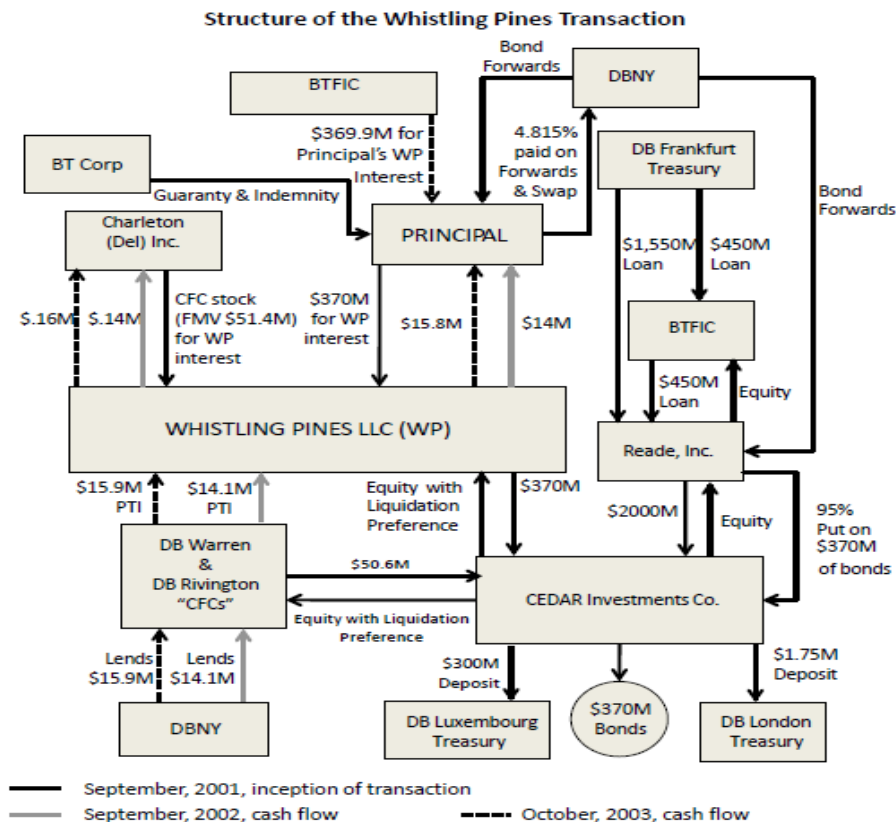 Structure of the Whistling Pines Transaction
BTFIC
Bond
Forwards
DBNY
BT Corp
$369.9M for
Principal's WP
Interest
4.815%
paid on
Forwards
& Swap
DB Frankfurt
Treasury
Bond
Forwards
Guaranty & Indemnity
Charleton
(Del) Inc.
PRINCIPAL
$1,550M
Loan
$450M
Loan
$.16M
$.14M
CFC stock
(FMV $51.4M)
for WP
interest
$370M
for WP
interest
$15.8M
$14M
BTFIC
$450M
Loan
Equity
WHISTLING PINES LLC (WP)
Reade, Inc.
$15.9M
PTI
$14.1M
PTI
Equity with
Liquidation
Preference
$370M
$2000M
Equity
95%
Put on
$370M
of bonds
DB Warren
&
DB Rivington
"CFCs"
$50.6M
CEDAR Investments Co.
Equity with Liquidation
Preference
Lends
$15.9M
Lends
$14.1M
$300M
Deposit
$1.75M
Deposit
DBNY
DB Luxembourg
Treasury
$370M
Bonds
DB London
Treasury
September, 2001, inception of transaction
September, 2002, cash flow
October, 2003, cash flow